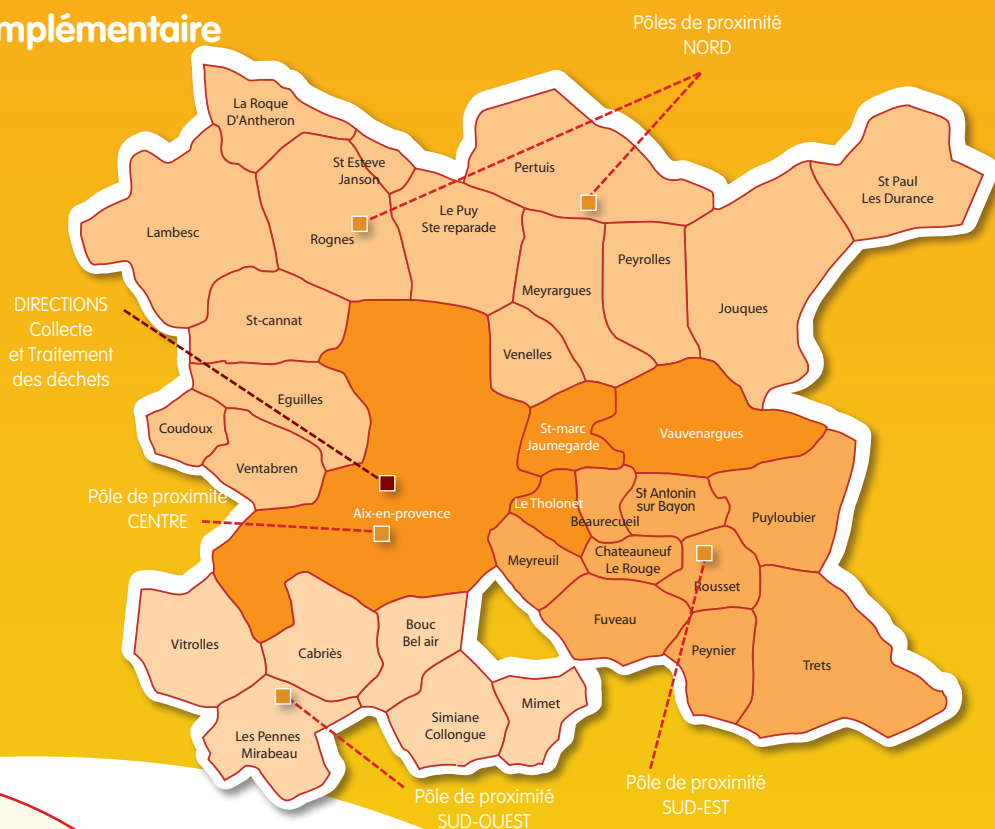 mplémentaire
Pôles de proximité
NORD
La Roque
D'Antheron
St Esteve
Janson
Pertuis
St Paul
Les Durance
Lambesc
Rognes
Le Puy
Ste reparade
Peyrolles
Meyrargues
Jouques
DIRECTIONS
Collecte
et Traitement
des déchets
St-cannat
Venelles
Eguilles
Coudoux
Ventabren
St-marc
Jaumegarde
Vauvenargues
Pôle de proximité
CENTRE
Aix-en-provence
Le Tholonet
Beaurecueil
St Antonin
sur Bayon
Puyloubier
Meyreuil
Chateauneuf
Le Rouge
Rousset
Fuveau
Vitrolles
Cabriès
Bouc
Bel air
Peynier
Trets
Les Pennes
Mirabeau
Simiane
Collongue
Mimet
Pôle de proximité
SUD-OUEST
Pôle de proximité
SUD-EST